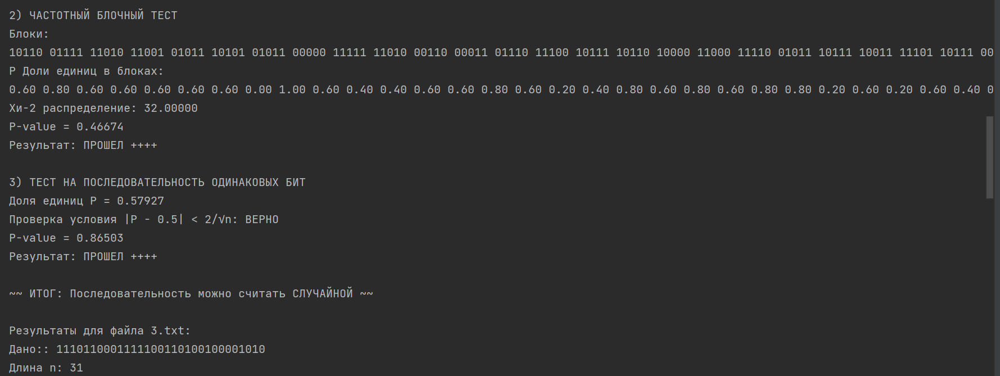 2) ЧАСТОТНЫЙ БЛОЧНЫЙ ТЕСТ
Блоки:
10110 01111 11010 11001 01011 10101 01011 00000 11111 11010 00110 00011 01110 11100 10111 10110 10000 11000 11110 01011 10111 10011 11101 10111 00
P Доли единиц в блоках:
0.60 0.80 0.60 0.60 0.60 0.60 0.60 0.00 1.00 0.60 0.40 0.40 0.60 0.60 0.80 0.60 0.20 0.40 0.80 0.60 0.80 0.60 0.80 0.80 0.20 0.60 0.20 0.60 0.40 0
Хи-2 распределение: 32.00000
P-value = 0.46674
Результат: ПРОШЕЛ ++++
3) ТЕСТ НА ПОСЛЕДОВАТЕЛЬНОСТЬ ОДИНАКОВЫХ БИТ
Доля единиц P = 0.57927
Проверка условия |P - 0.5| < 2/√n: ВЕРНО
P-value = 0.86503
Результат: ПРОШЕЛ ++++
~~ ИТОГ: Последовательность можно считать СЛУЧАЙНОЙ ~~
Результаты для файла 3.txt:
Дано:: 1110110001111100110100100001010
Длина n: 31